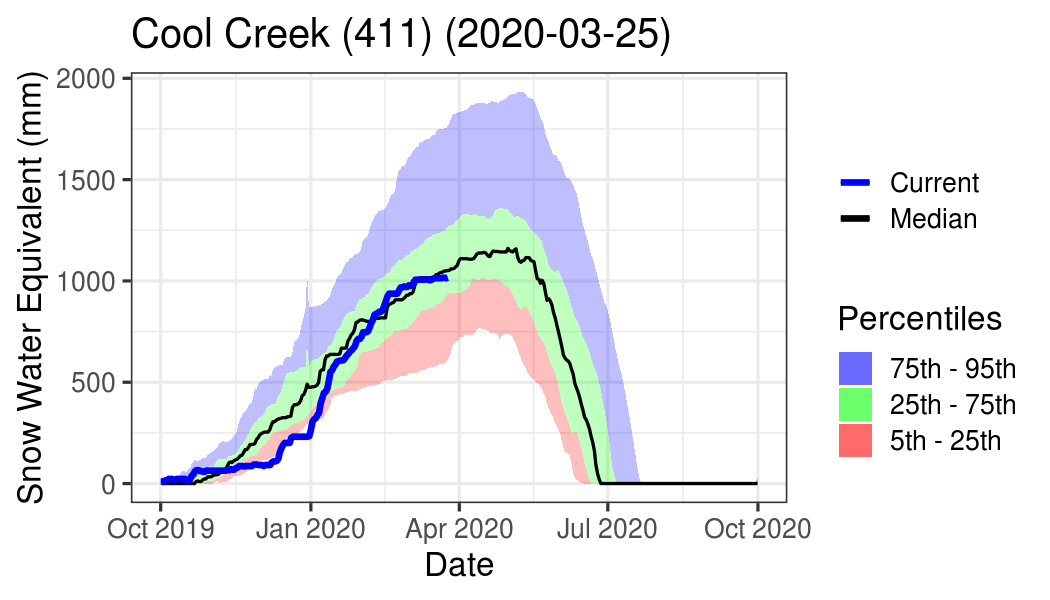 Cool Creek (411) (2020-03-25)
Snow Water Equivalent (mm)
2000
1500
1000
500
0
Oct 2019 Jan 2020 Apr 2020 Jul 2020 Oct 2020
Date
Current
Median
Percentiles
75th - 95th
25th - 75th
5th - 25th